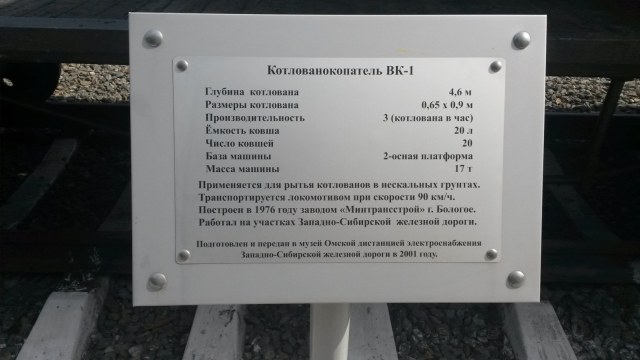 Котлованокопатель ВК-1
Глубина котлована 4,6 м
Размеры котлована 0,65 х 0,9 м
Производительность 3 (котлована в час)
Ёмкость ковша 20 л
Число ковшей 20
База машины 2-осная платформа
Масса машины 17 т
Применяется для рытья котлованов в нескальных грунтах.
Транспортируется локомотивом при скорости 90 км/ч.
Построен в 1976 году заводом «Минтрансстрой» г. Бологое.
Работал на участках Западно-Сибирской железной дороги.
Подготовлен и передан в музей Омской дистанцией электроснабжения
Западно-Сибирской железной дороги в 2001 году.